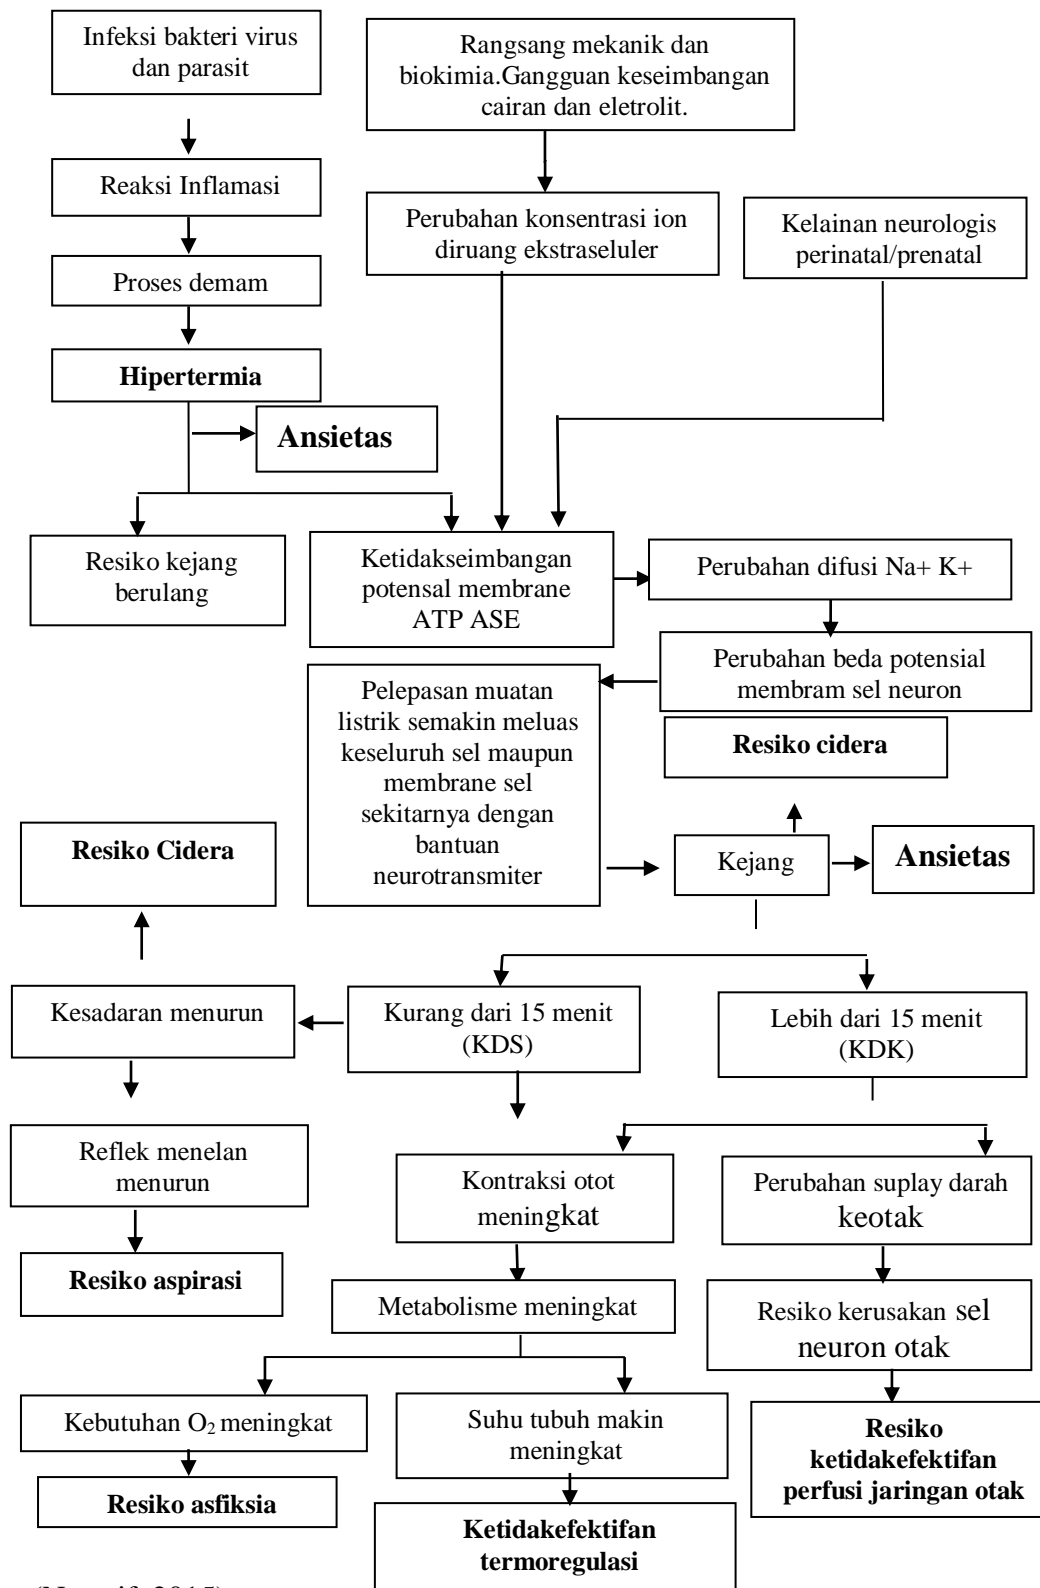 Infeksi bakteri virus
dan parasit
Rangsang mekanik dan
biokimia.Gangguan keseimbangan
cairan dan eletrolit.
Reaksi Inflamasi
Perubahan konsentrasi ion
diruang ekstraseluler
Kelainan neurologis
perinatal/prenatal
Proses demam
Hipertermia
Ansietas
Resiko kejang
berulang
Ketidakseimbangan
potensal membrane
ATP ASE
Perubahan difusi Na+ K+
Perubahan beda potensial
membram sel neuron
Pelepasan muatan
listrik semakin meluas
keseluruh sel maupun
membrane sel
sekitarnya dengan
bantuan
neurotransmiter
Resiko cidera
Resiko Cidera
Kejang
Ansietas
Kesadaran menurun
Kurang dari 15 menit
(KDS)
Lebih dari 15 menit
(KDK)
Reflek menelan
menurun
Kontraksi otot
meningkat
Perubahan suplay darah
keotak
Resiko aspirasi
Metabolisme meningkat
Resiko kerusakan sel
neuron otak
Kebutuhan O₂ meningkat
Suhu tubuh makin
meningkat
Resiko
ketidakefektifan
perfusi jaringan otak
Resiko asfiksia
Ketidakefektifan
termoregulasi